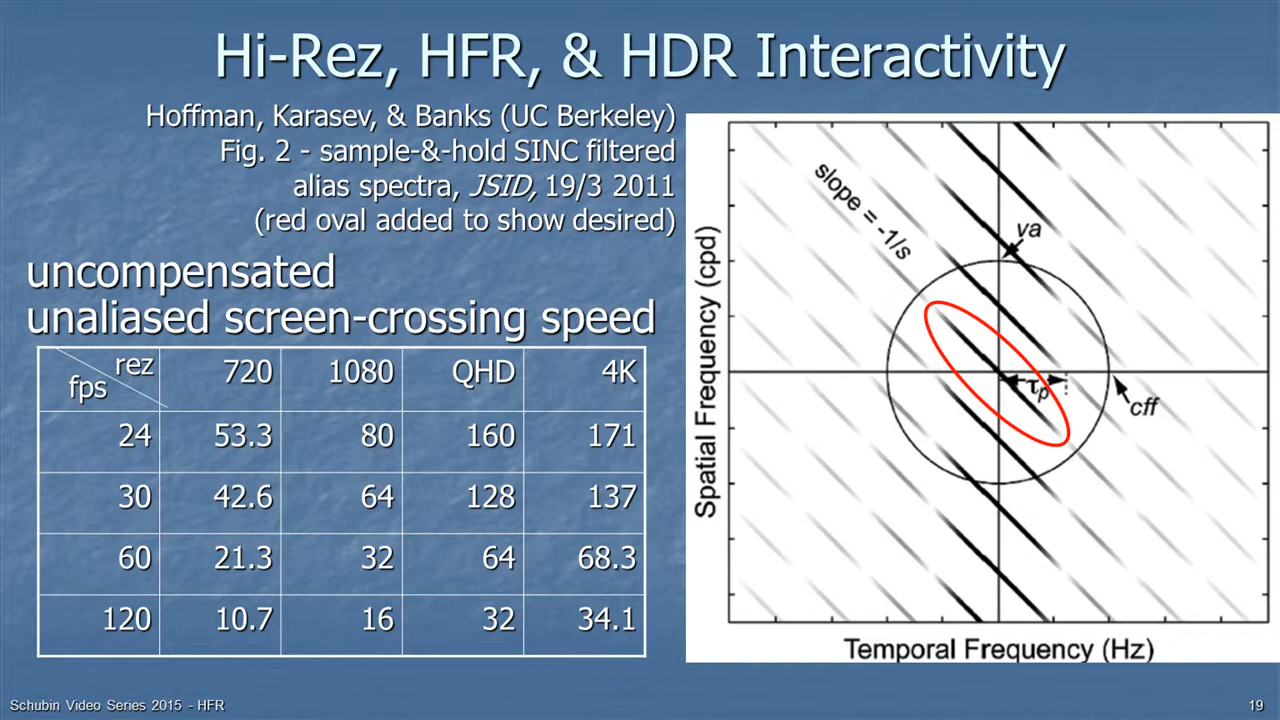 Hi-Rez, HFR, & HDR Interactivity
Hoffman, Karasev, & Banks (UC Berkeley)
Fig. 2 - sample-&-hold SINC filtered
alias spectra, JSID, 19/3 2011
(red oval added to show desired)
uncompensated
unaliased screen-crossing speed
rez
fps
720 1080 QHD 4K
24 53.3 80 160 171
30 42.6 64 128 137
60 21.3 32 64 68.3
120 10.7 16 32 34.1
Spatial Frequency (cpd)
slope = -1/s
va
τp
cff
Temporal Frequency (Hz)
Schubin Video Series 2015 - HFR
19